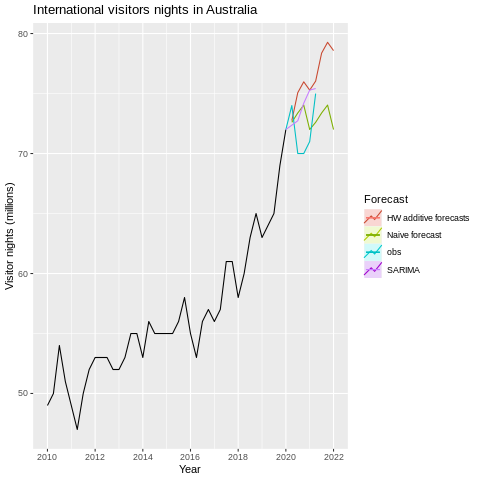 International visitors nights in Australia
80
70
60
50
Visitor nights (millions)
2010
2012
2014
2016
2018
2020
2022
Year
Forecast
HW additive forecasts
Naive forecast
obs
SARIMA